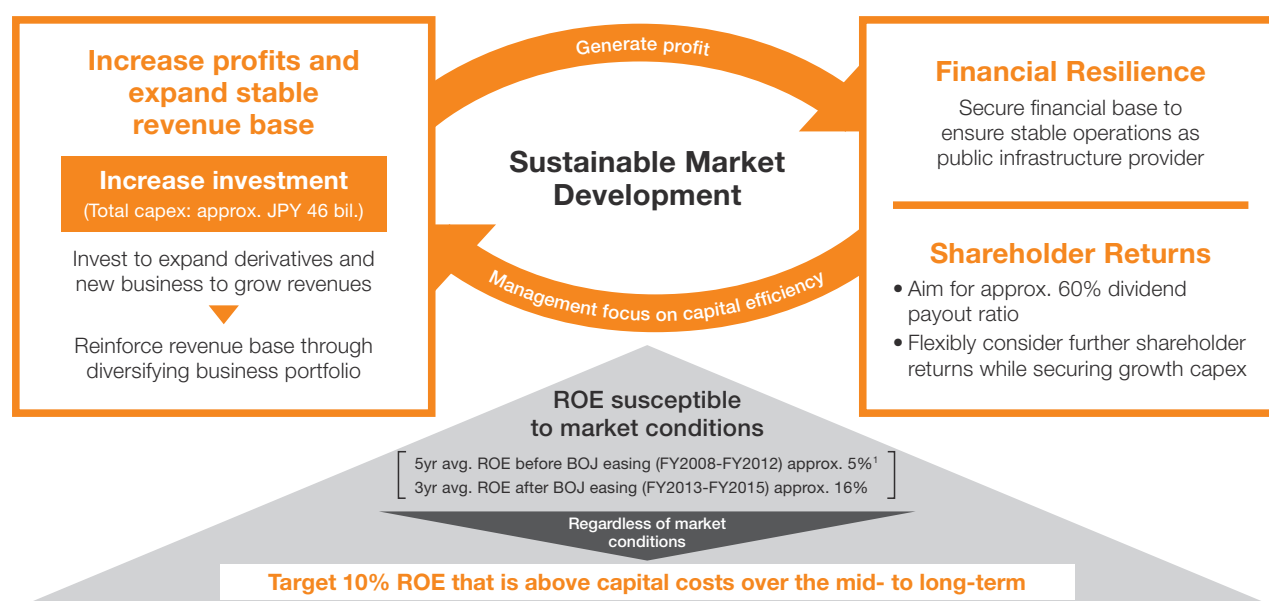 Increase profits and
expand stable
revenue base
Increase investment
(Total capex: approx. JPY 46 bil.)
Invest to expand derivatives and
new business to grow revenues
Reinforce revenue base through
diversifying business portfolio
Generate profit
Sustainable Market
Development
Management focus on capital efficiency
Financial Resilience
Secure financial base to
ensure stable operations as
public infrastructure provider
Shareholder Returns
• Aim for approx. 60% dividend
payout ratio
• Flexibly consider further shareholder
returns while securing growth capex
ROE susceptible
to market conditions
5yr avg. ROE before BOJ easing (FY2008-FY2012) approx. 5%¹
3yr avg. ROE after BOJ easing (FY2013-FY2015) approx. 16%
Regardless of market
conditions
Target 10% ROE that is above capital costs over the mid- to long-term